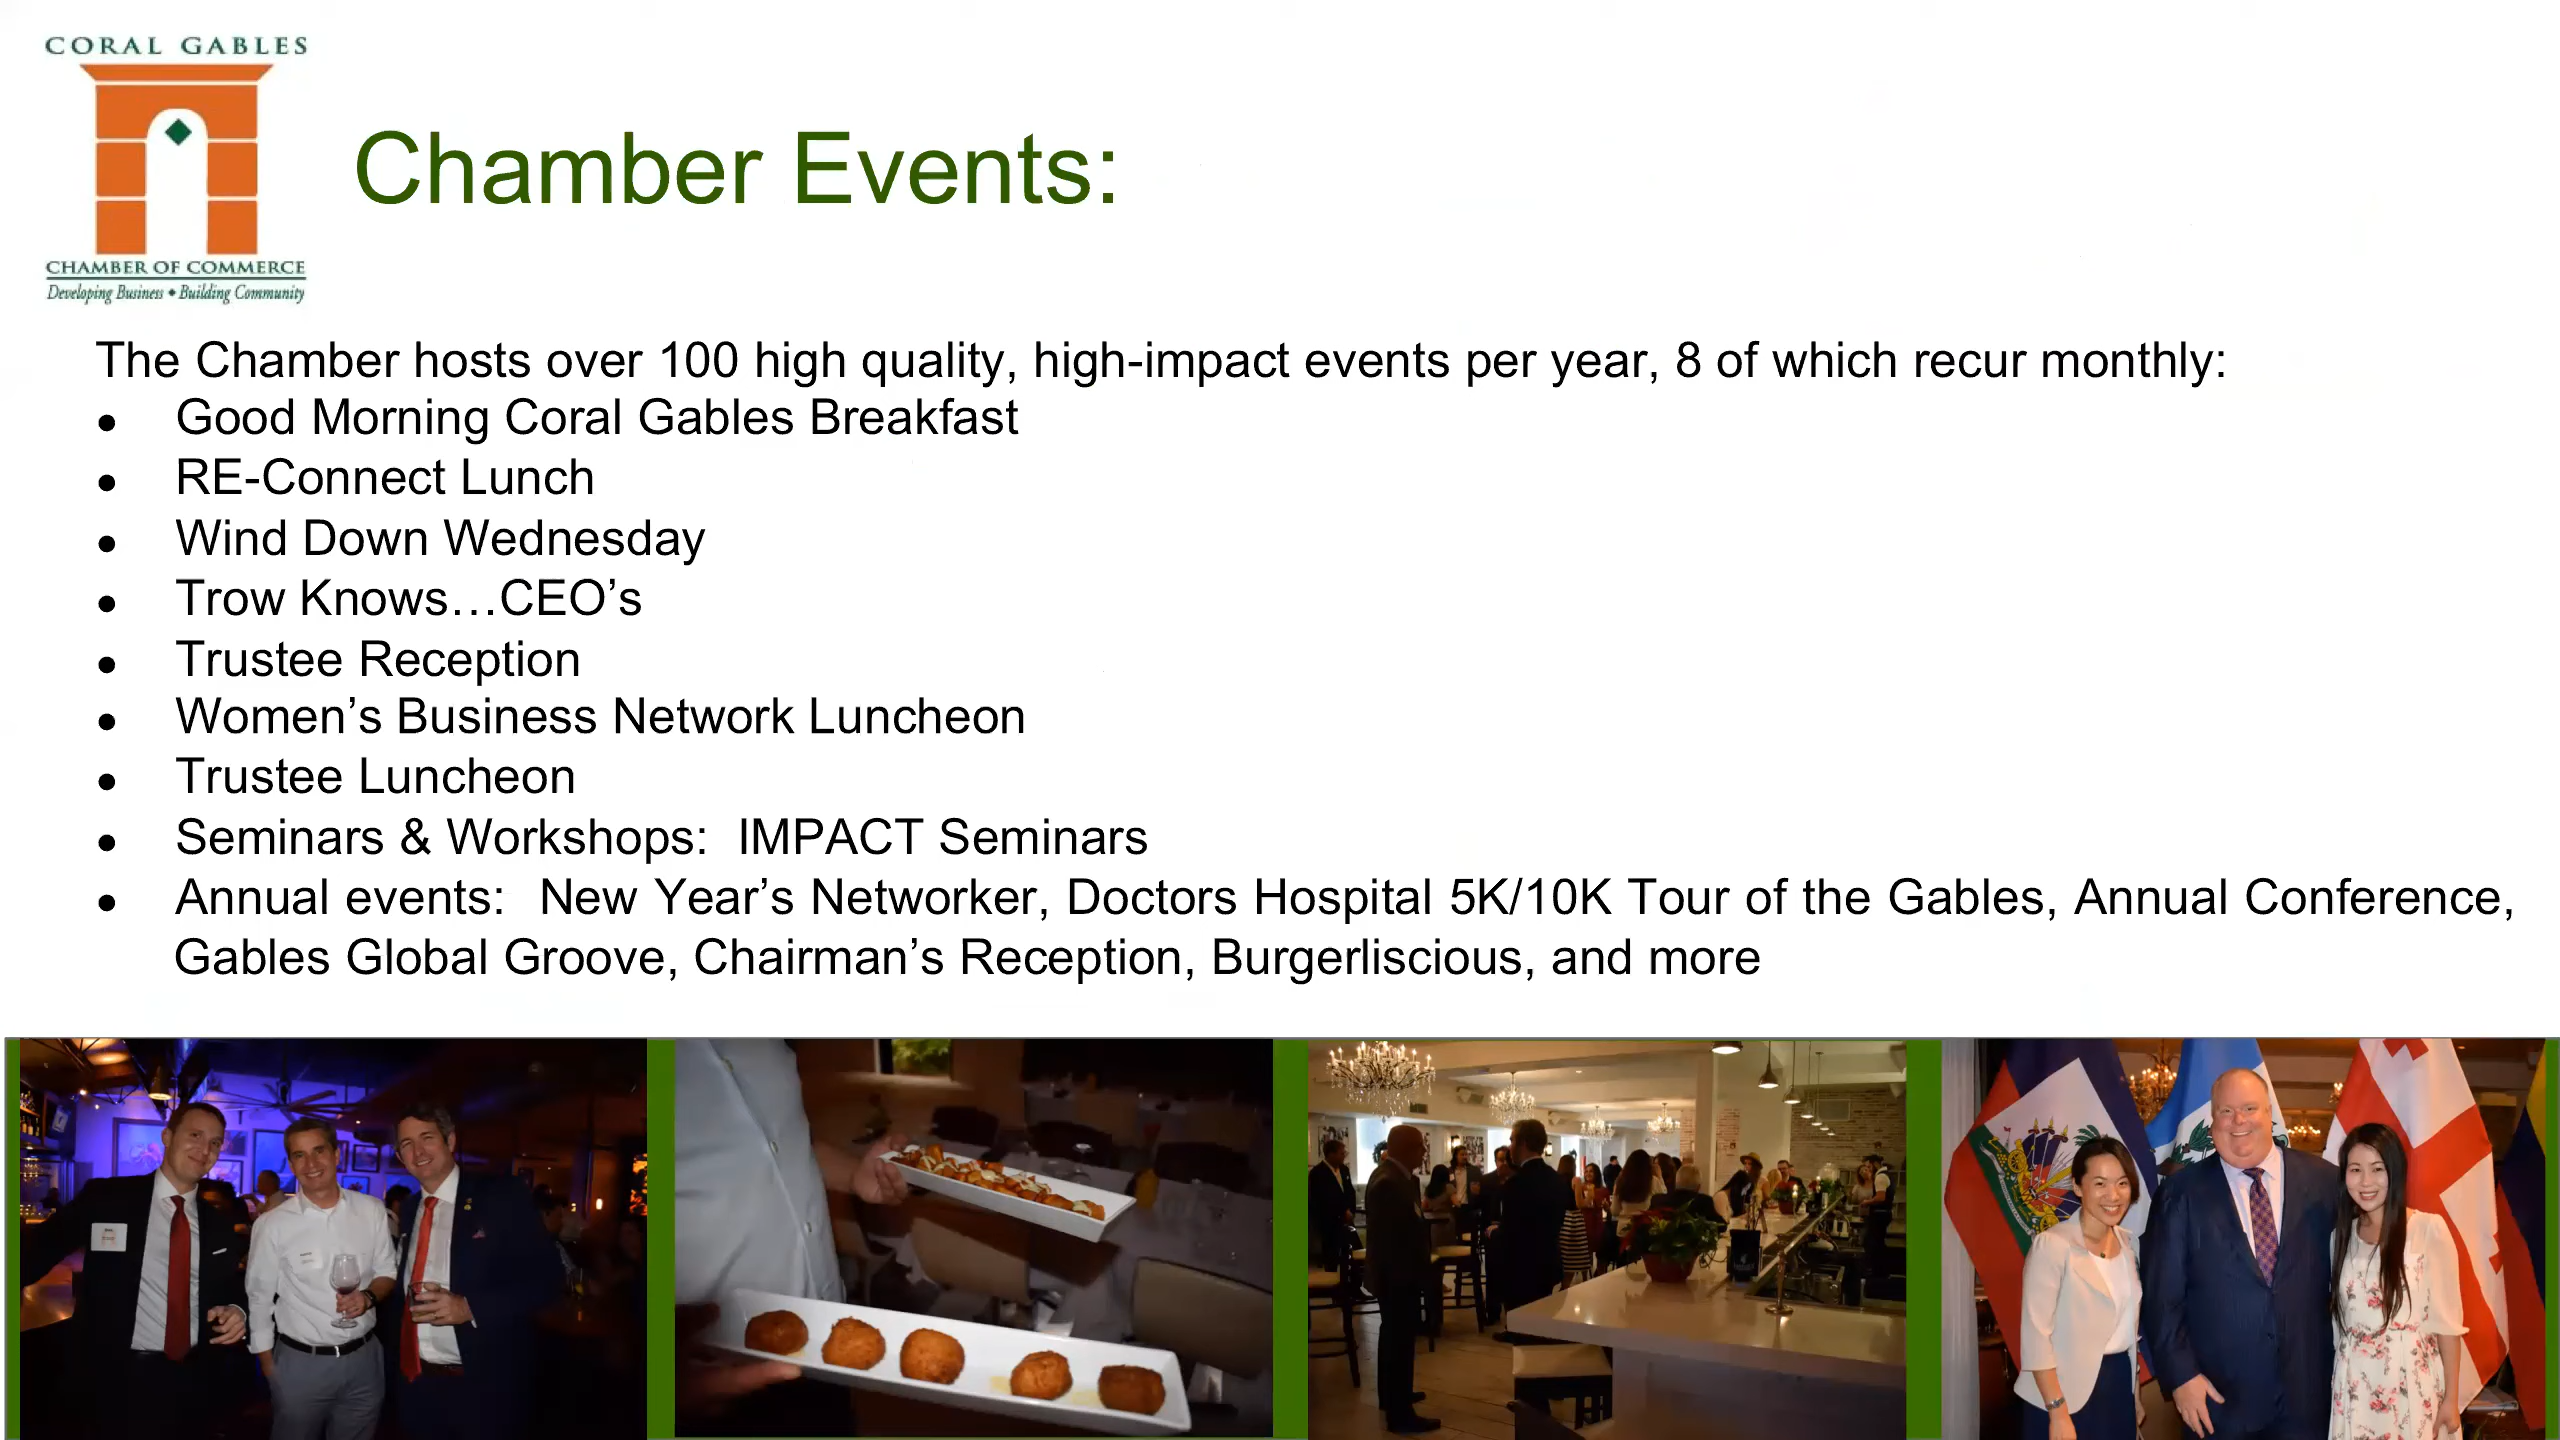 CORAL GABLES
CHAMBER OF COMMERCE
Developing Business • Building Community
Chamber Events:
The Chamber hosts over 100 high quality, high-impact events per year, 8 of which recur monthly:
● Good Morning Coral Gables Breakfast
● RE-Connect Lunch
● Wind Down Wednesday
● Trow Knows…CEO’s
● Trustee Reception
● Women’s Business Network Luncheon
● Trustee Luncheon
● Seminars & Workshops:  IMPACT Seminars
● Annual events:  New Year’s Networker, Doctors Hospital 5K/10K Tour of the Gables, Annual Conference,
Gables Global Groove, Chairman’s Reception, Burgerliscious, and more